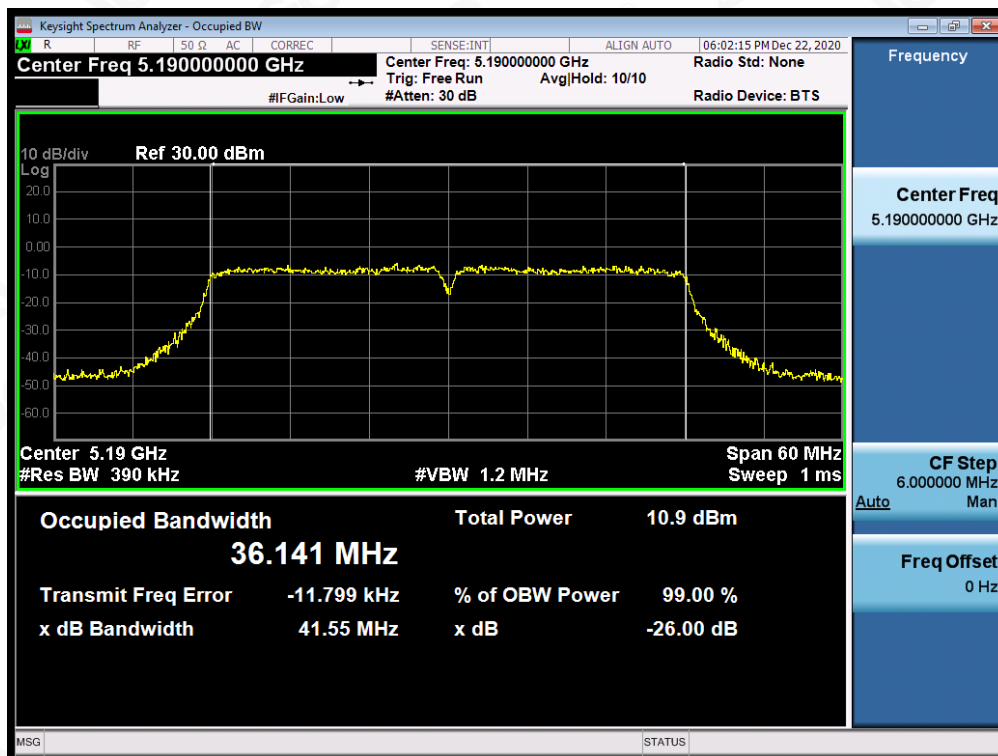 Keysight Spectrum Analyzer - Occupied BW
LXI R RF 50 Ω AC CORREC SENSE:INT ALIGN AUTO 06:02:15 PM Dec 22, 2020
Center Freq 5.190000000 GHz
Center Freq: 5.190000000 GHz Radio Std: None
Trig: Free Run Avg|Hold: 10/10
#IFGain:Low #Atten: 30 dB Radio Device: BTS
10 dB/div Ref 30.00 dBm
Log
20.0
10.0
0.00
-10.0
-20.0
-30.0
-40.0
-50.0
-60.0
Center 5.19 GHz Span 60 MHz
#Res BW 390 kHz #VBW 1.2 MHz Sweep 1 ms
Occupied Bandwidth Total Power 10.9 dBm
36.141 MHz
Transmit Freq Error -11.799 kHz % of OBW Power 99.00 %
x dB Bandwidth 41.55 MHz x dB -26.00 dB
Frequency
Center Freq
5.190000000 GHz
CF Step
6.000000 MHz
Auto Man
Freq Offset
0 Hz
MSG STATUS